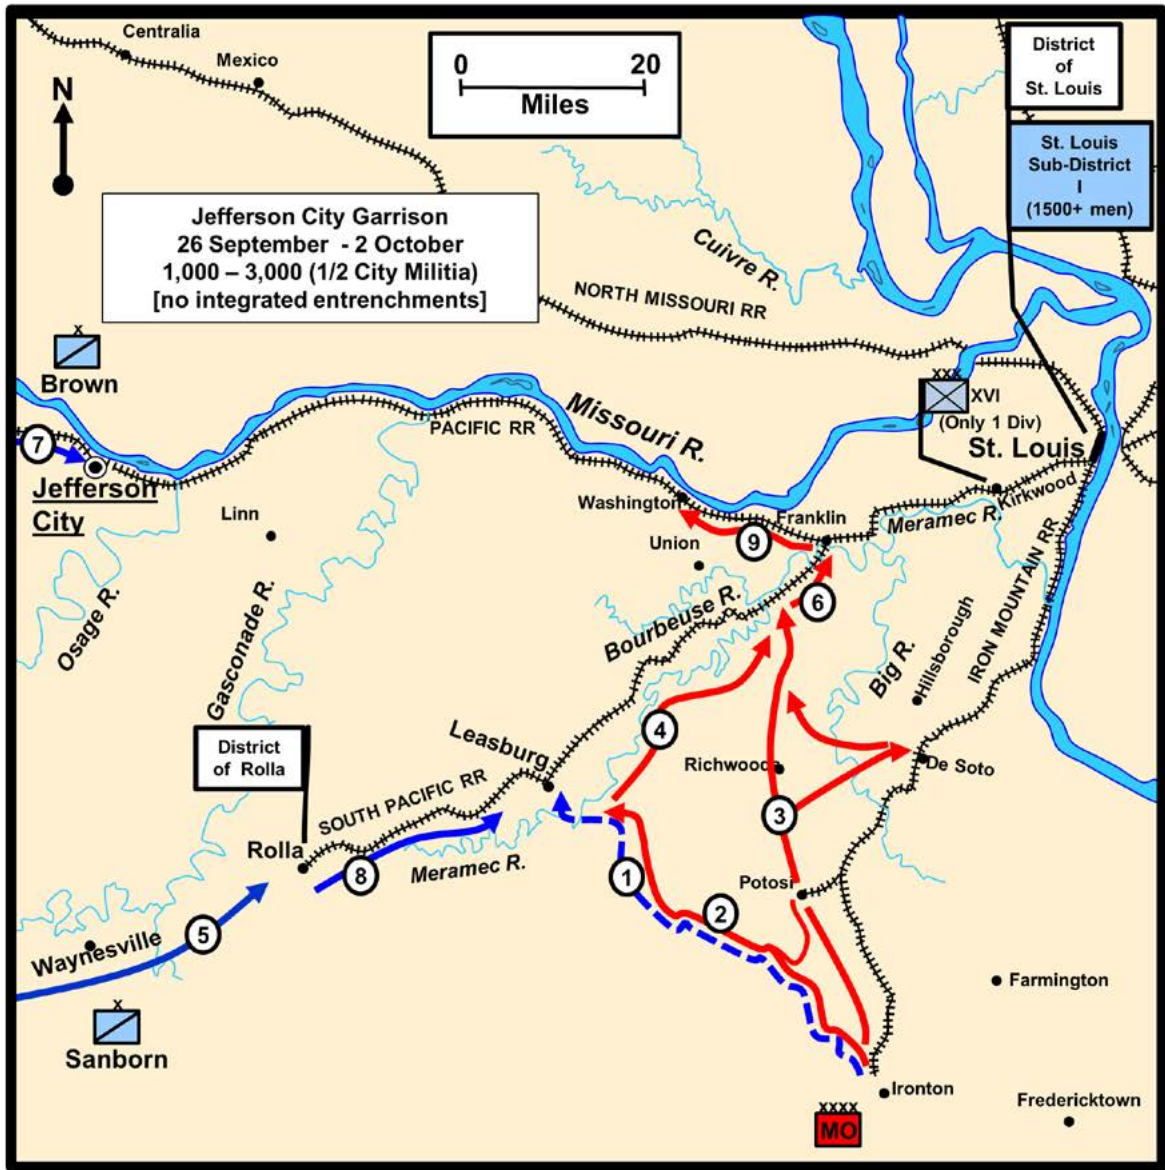 Centralia
Mexico
N
0 20
Miles
District
of
St. Louis
St. Louis
Sub-District
I
(1500+ men)
Jefferson City Garrison
26 September - 2 October
1,000 – 3,000 (1/2 City Militia)
[no integrated entrenchments]
Cuivre R.
NORTH MISSOURI RR
X
Brown
XXX
XVI
(Only 1 Div)
St. Louis
Missouri R.
PACIFIC RR
7
Jefferson
City
Linn
Washington
Franklin
Kirkwood
Meramec R.
9
Union
6
Osage R.
Gasconade R.
Bourbeuse R.
Big R.
Hillsborough
IRON MOUNTAIN RR
4
Leasburg
District
of Rolla
Richwoods
De Soto
SOUTH PACIFIC RR
3
Rolla
8
Meramec R.
1
Potosi
2
5
Waynesville
X
Sanborn
Farmington
Ironton
Fredericktown
XXXX
MO